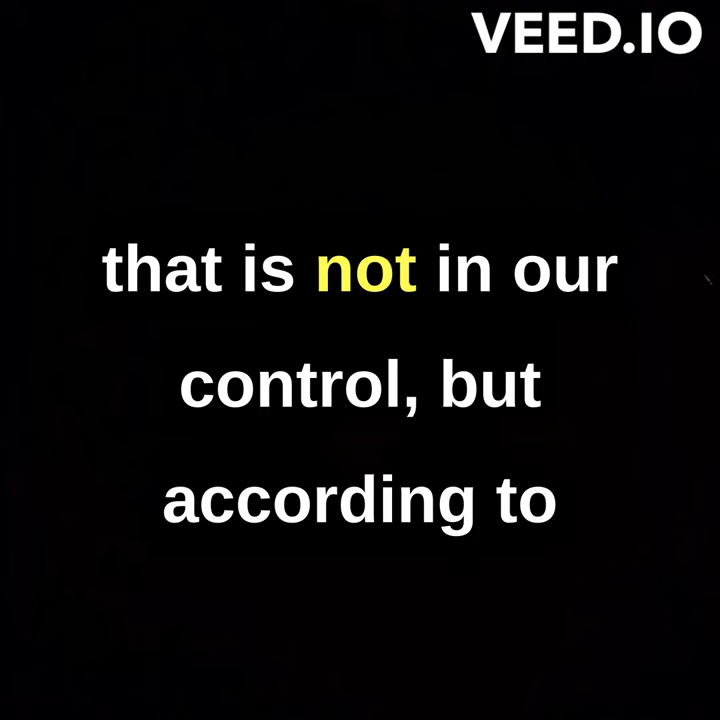 VEED.IO
that is not in our
control, but
according to